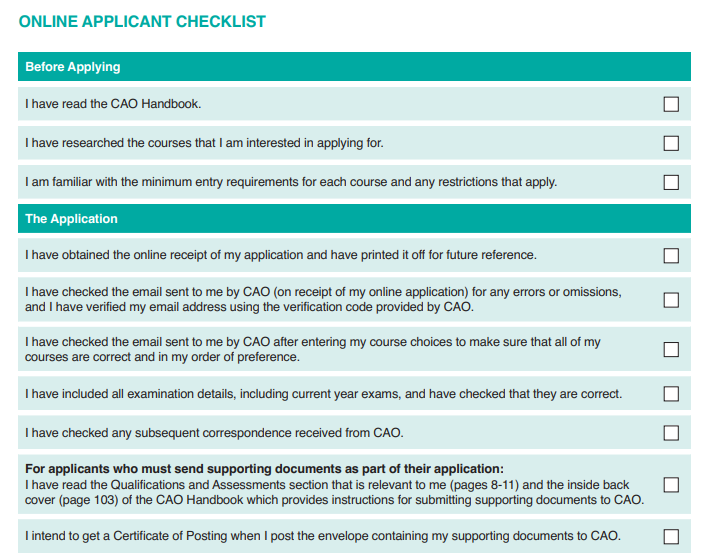 ONLINE APPLICANT CHECKLIST
Before Applying
I have read the CAO Handbook.
I have researched the courses that I am interested in applying for.
I am familiar with the minimum entry requirements for each course and any restrictions that apply.
The Application
I have obtained the online receipt of my application and have printed it off for future reference.
I have checked the email sent to me by CAO (on receipt of my online application) for any errors or omissions,
and I have verified my email address using the verification code provided by CAO.
I have checked the email sent to me by CAO after entering my course choices to make sure that all of my
courses are correct and in my order of preference.
I have included all examination details, including current year exams, and have checked that they are correct.
I have checked any subsequent correspondence received from CAO.
For applicants who must send supporting documents as part of their application:
I have read the Qualifications and Assessments section that is relevant to me (pages 8-11) and the inside back
cover (page 103) of the CAO Handbook which provides instructions for submitting supporting documents to CAO.
I intend to get a Certificate of Posting when I post the envelope containing my supporting documents to CAO.